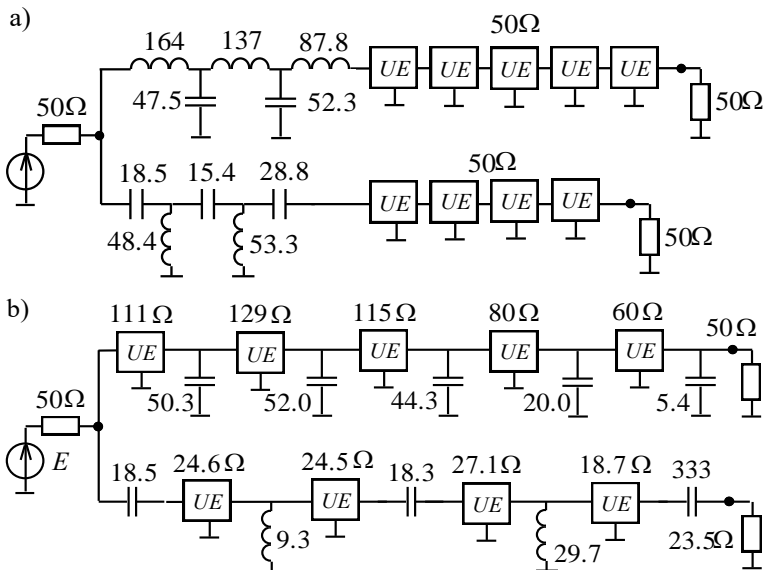 a)
50Ω
164 137 87.8
UE UE UE UE UE
47.5 52.3
50Ω
50Ω
18.5 15.4 28.8
50Ω
UE UE UE UE
48.4 53.3
50Ω
b)
111Ω 129Ω 115Ω 80Ω 60Ω
50Ω
UE UE UE UE UE
50.3 52.0 44.3 20.0 5.4
50Ω
E
18.5 24.6Ω 24.5Ω 18.3 27.1Ω 18.7Ω 333
UE UE UE UE
9.3 29.7 23.5Ω